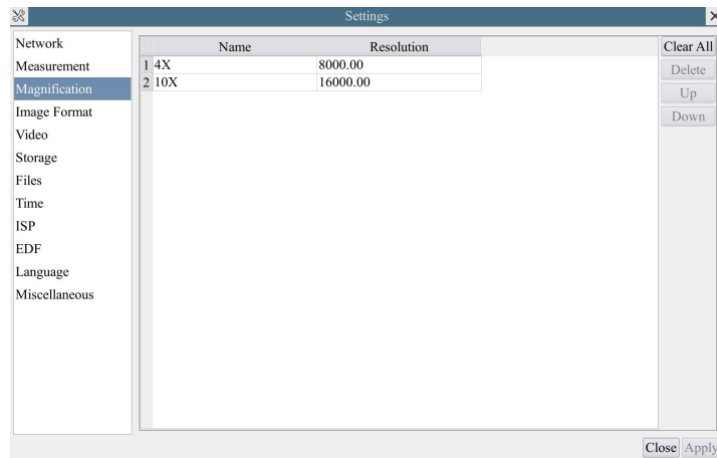 Settings
Network
Measurement
Magnification
Image Format
Video
Storage
Files
Time
ISP
EDF
Language
Miscellaneous
Name Resolution
1 4X 8000.00
2 10X 16000.00
Clear All
Delete
Up
Down
Close Apply